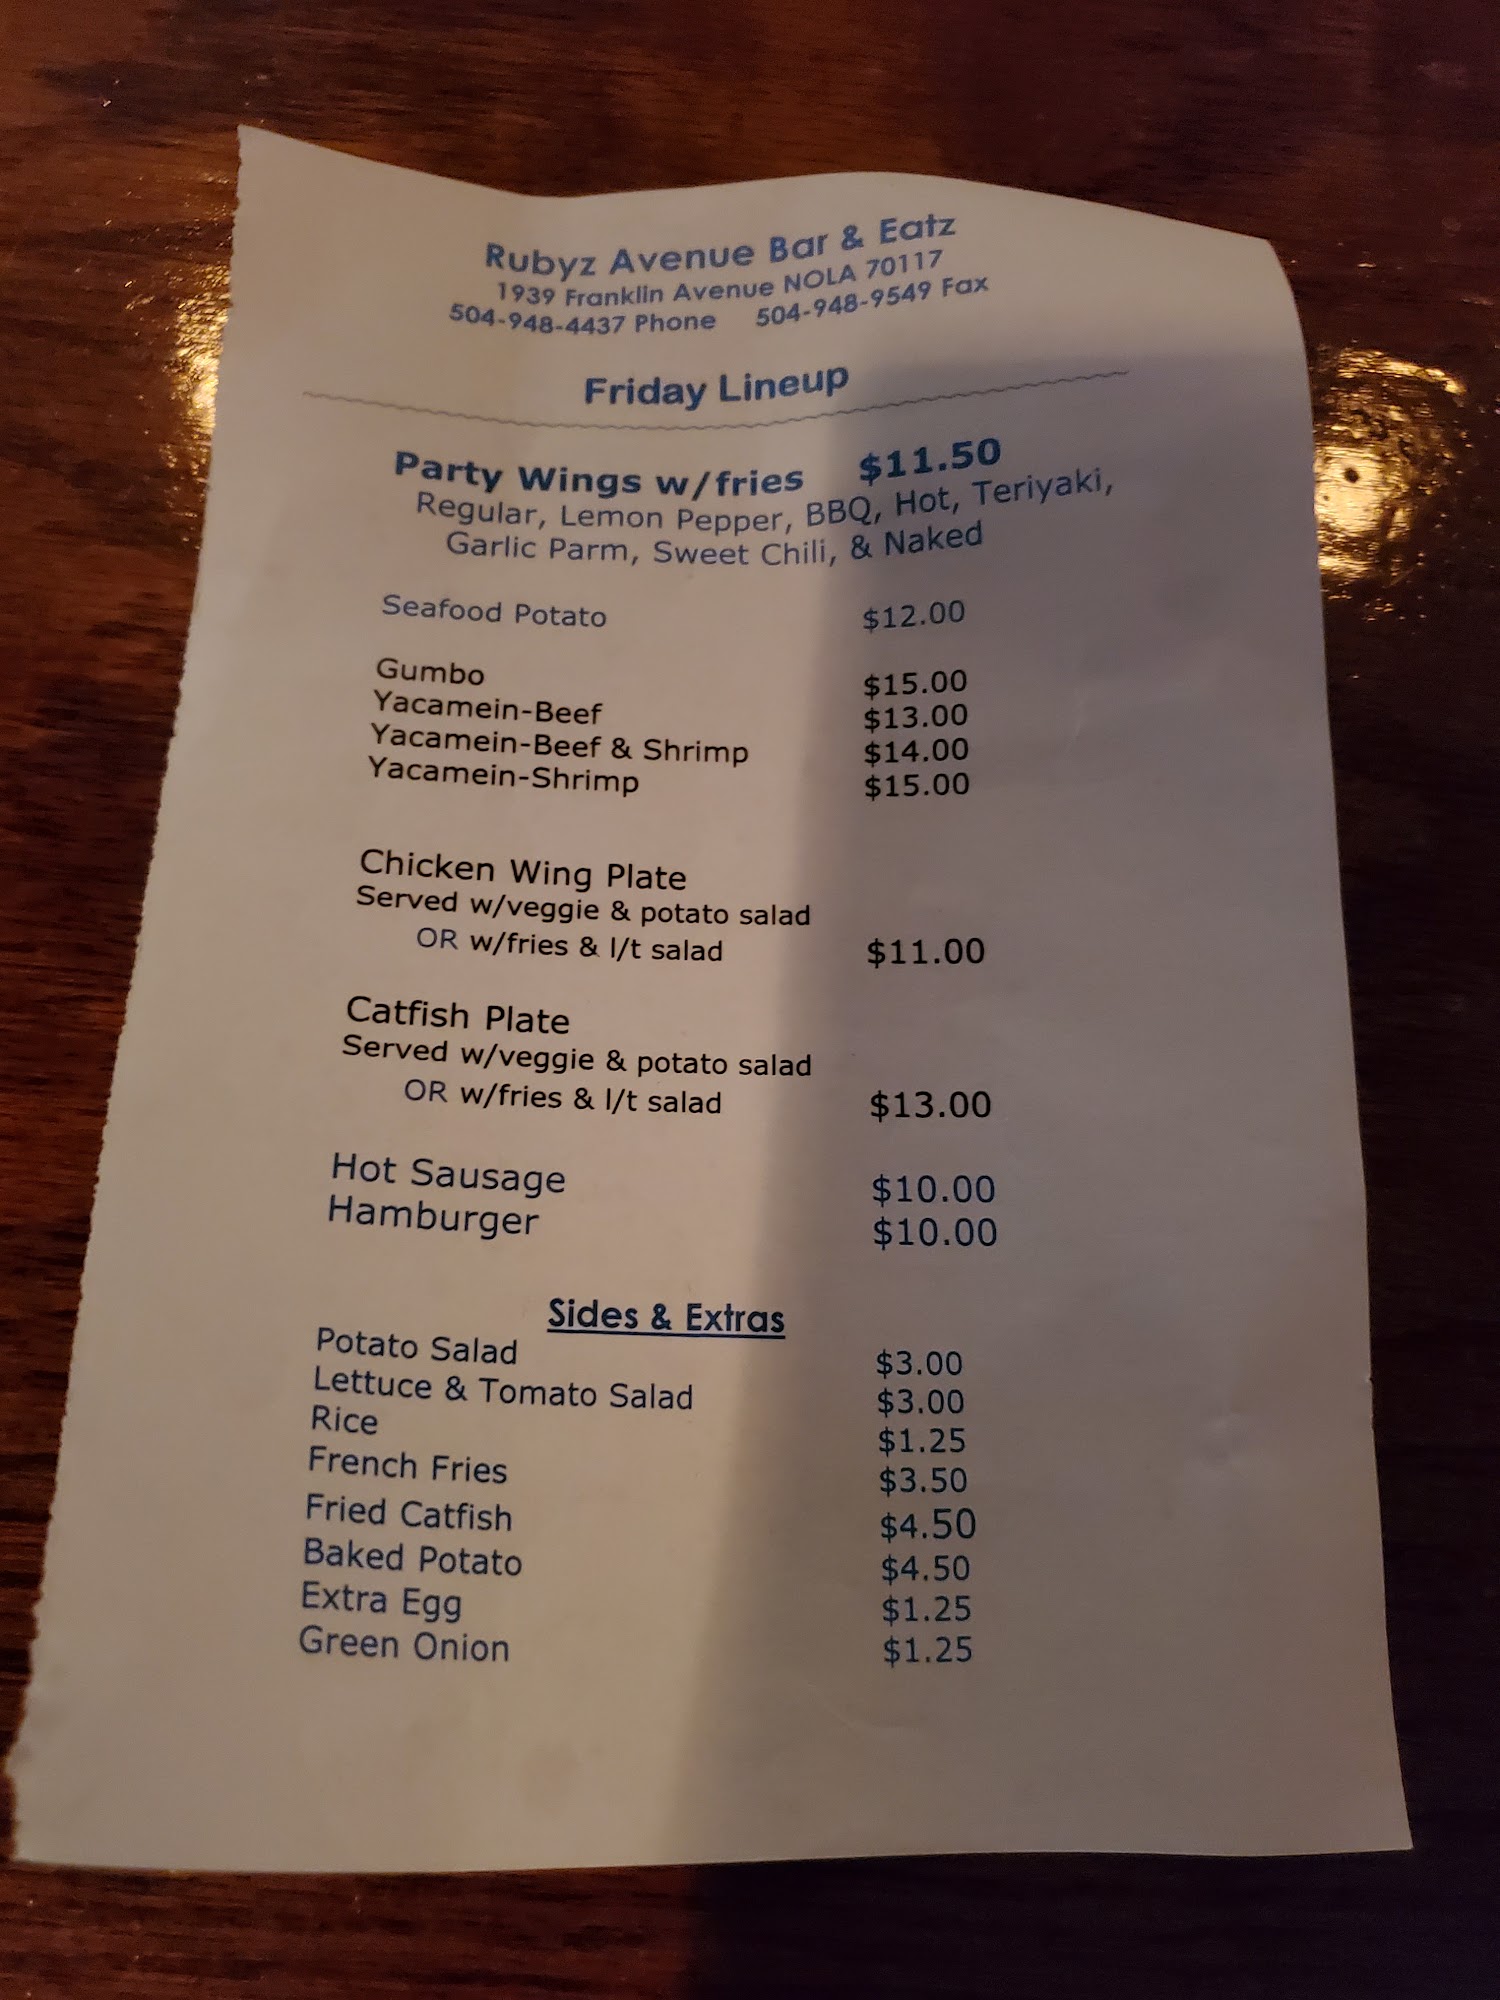 Rubyz Avenue Bar & Eatz
1939 Franklin Avenue NOLA 70117
504-948-4437 Phone 504-948-9549 Fax
Friday Lineup
Party Wings w/fries $11.50
Regular, Lemon Pepper, BBQ, Hot, Teriyaki,
Garlic Parm, Sweet Chili, & Naked
Seafood Potato $12.00
Gumbo $15.00
Yacamein-Beef $13.00
Yacamein-Beef & Shrimp $14.00
Yacamein-Shrimp $15.00
Chicken Wing Plate
Served w/veggie & potato salad
OR w/fries & l/t salad $11.00
Catfish Plate
Served w/veggie & potato salad
OR w/fries & l/t salad $13.00
Hot Sausage $10.00
Hamburger $10.00
Sides & Extras
Potato Salad $3.00
Lettuce & Tomato Salad $3.00
Rice $1.25
French Fries $3.50
Fried Catfish $4.50
Baked Potato $4.50
Extra Egg $1.25
Green Onion $1.25